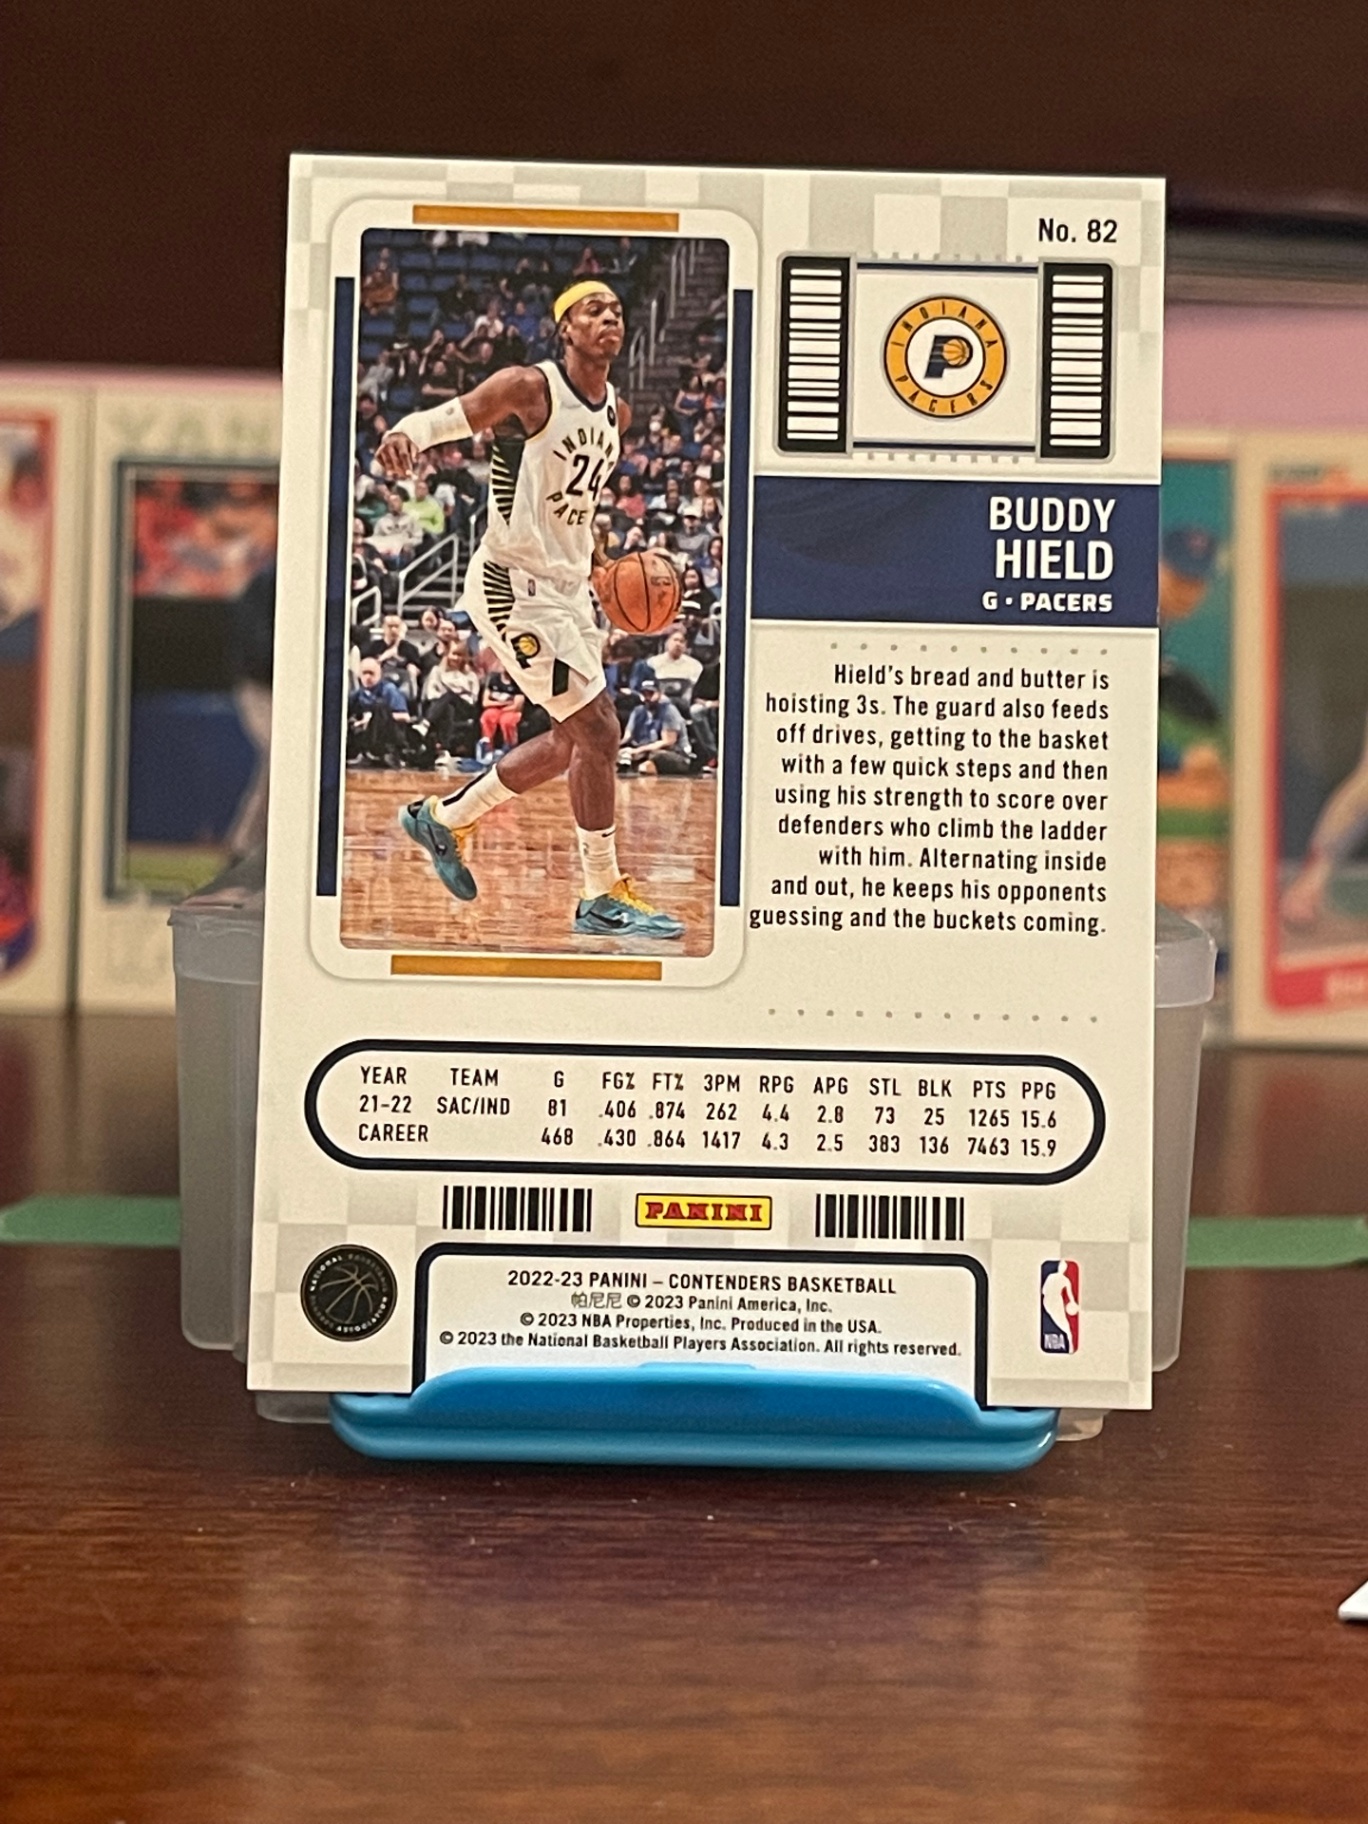 No. 82
INDIANA
PACERS
BUDDY
HIELD
G • PACERS
INDIANA
24
PACE
Hield's bread and butter is
hoisting 3s. The guard also feeds
off drives, getting to the basket
with a few quick steps and then
using his strength to score over
defenders who climb the ladder
with him. Alternating inside
and out, he keeps his opponents
guessing and the buckets coming.
YEAR TEAM G FG% FT% 3PM RPG APG STL BLK PTS PPG
21-22 SAC/IND 81 .406 .874 262 4.4 2.8 73 25 1265 15.6
CAREER 468 .430 .864 1417 4.3 2.5 383 136 7463 15.9
PANINI
2022-23 PANINI – CONTENDERS BASKETBALL
帕尼尼 © 2023 Panini America, Inc.
© 2023 NBA Properties, Inc. Produced in the USA.
© 2023 the National Basketball Players Association. All rights reserved.
NBA